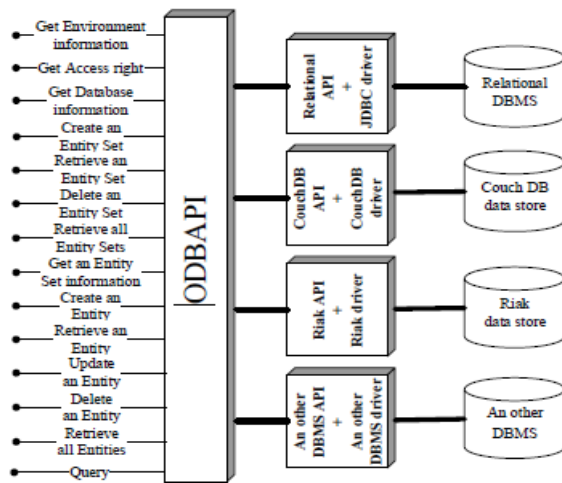 Get Environment
information
Get Access right
Get Database
information
Create an
Entity Set
Retrieve an
Entity Set
Delete an
Entity Set
Retrieve all
Entity Sets
Get an Entity
Set information
Create an
Entity
Retrieve an
Entity
Update
an Entity
Delete
an Entity
Retrieve
all Entities
Query
ODBAPI
Relational
API
+
JDBC driver
Relational
DBMS
CouchDB
API
+
CouchDB
driver
Couch DB
data store
Riak API
+
Riak driver
Riak
data store
An other
DBMS API
+
An other
DBMS driver
An other
DBMS